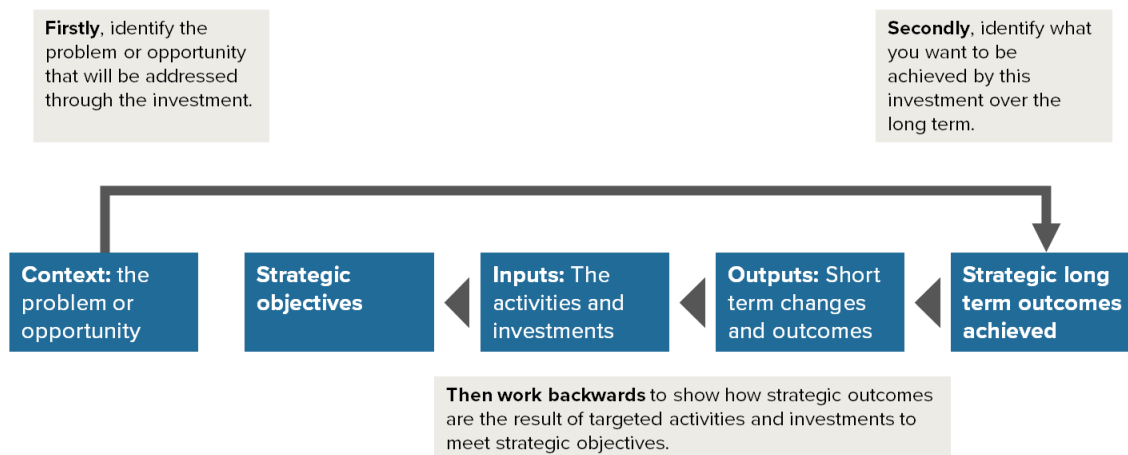 Firstly, identify the
problem or opportunity
that will be addressed
through the investment.
Secondly, identify what
you want to be
achieved by this
investment over the
long term.
Context: the
problem or
opportunity
Strategic
objectives
Inputs: The
activities and
investments
Outputs: Short
term changes
and outcomes
Strategic long
term outcomes
achieved
Then work backwards to show how strategic outcomes
are the result of targeted activities and investments to
meet strategic objectives.